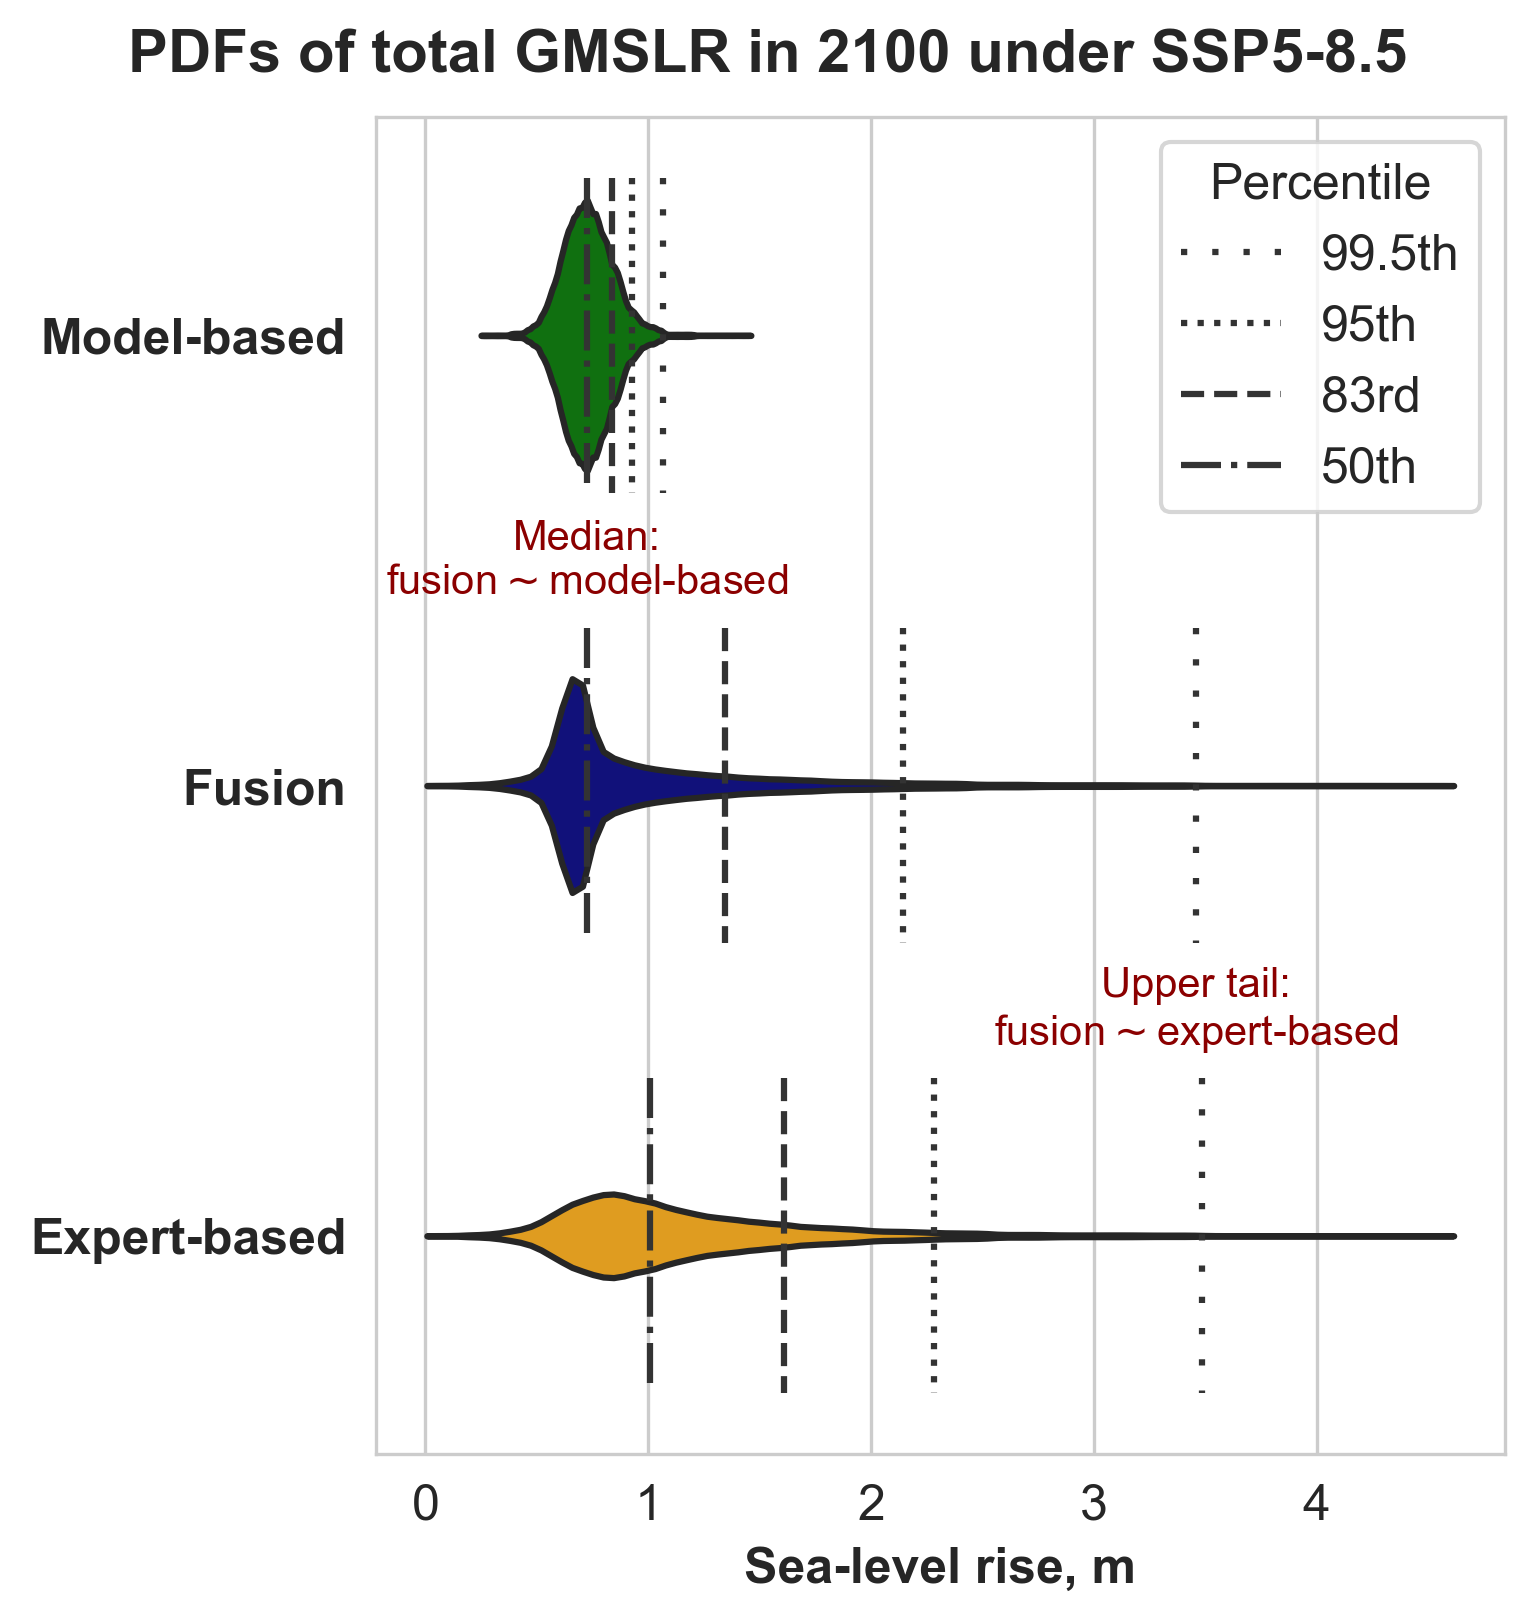 PDFs of total GMSLR in 2100 under SSP5-8.5
Percentile
99.5th
95th
83rd
50th
Model-based
Median:
fusion ~ model-based
Fusion
Upper tail:
fusion ~ expert-based
Expert-based
0 1 2 3 4
Sea-level rise, m